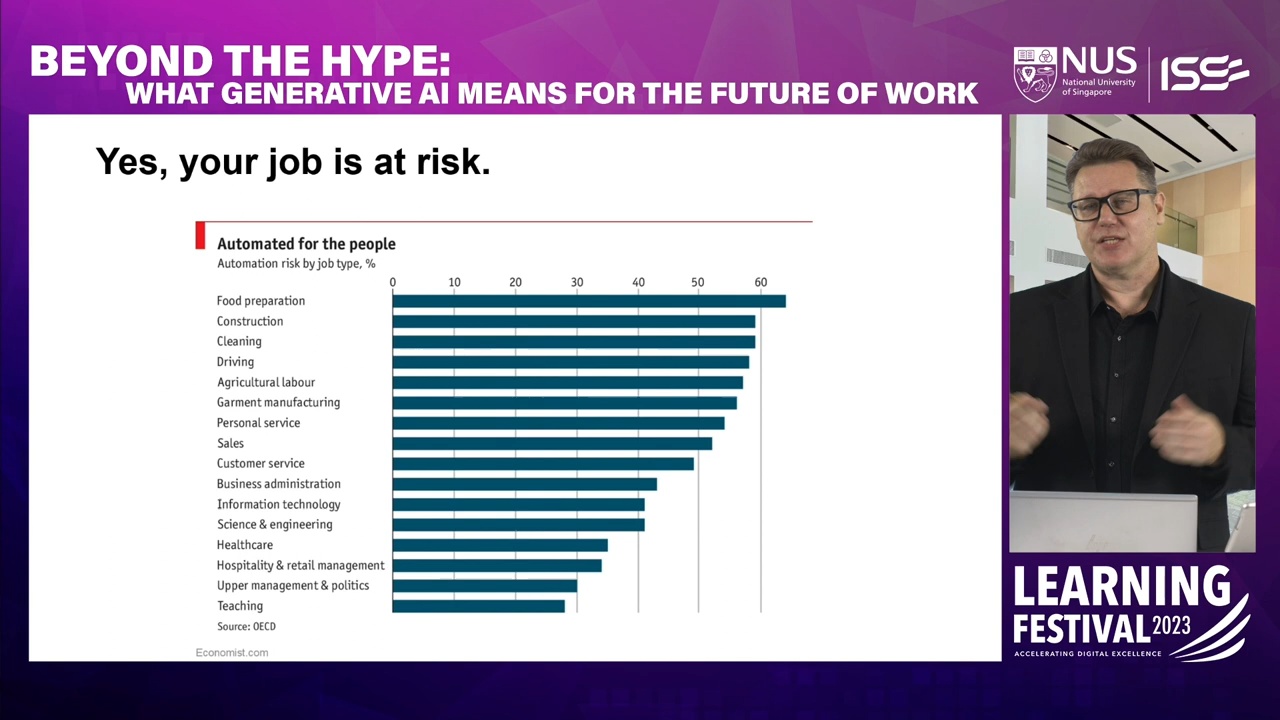 BEYOND THE HYPE:
WHAT GENERATIVE AI MEANS FOR THE FUTURE OF WORK
NUS
National University
of Singapore
ISS
Yes, your job is at risk.
Automated for the people
Automation risk by job type, %
0 10 20 30 40 50 60
Food preparation
Construction
Cleaning
Driving
Agricultural labour
Garment manufacturing
Personal service
Sales
Customer service
Business administration
Information technology
Science & engineering
Healthcare
Hospitality & retail management
Upper management & politics
Teaching
Source: OECD
Economist.com
LEARNING
FESTIVAL 2023
ACCELERATING DIGITAL EXCELLENCE